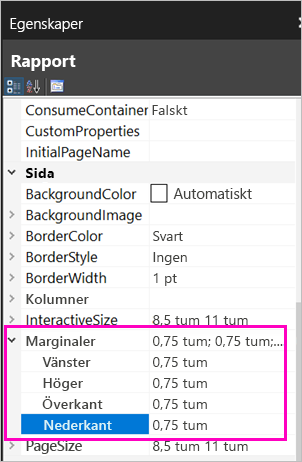 Egenskaper
Rapport
ConsumeContainer Falskt
CustomProperties
InitialPageName
Sida
BackgroundColor Automatiskt
BackgroundImage
BorderColor Svart
BorderStyle Ingen
BorderWidth 1 pt
Kolumner
InteractiveSize 8,5 tum 11 tum
Marginaler 0,75 tum; 0,75 tum;...
Vänster 0,75 tum
Höger 0,75 tum
Överkant 0,75 tum
Nederkant 0,75 tum
PageSize 8,5 tum 11 tum